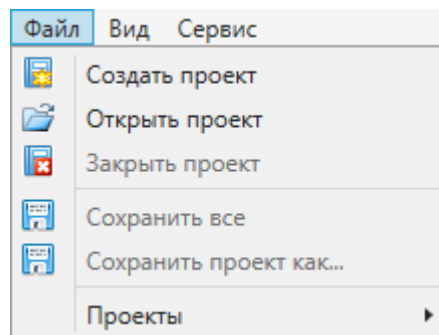 Файл Вид Сервис
Создать проект
Открыть проект
Закрыть проект
Сохранить все
Сохранить проект как...
Проекты